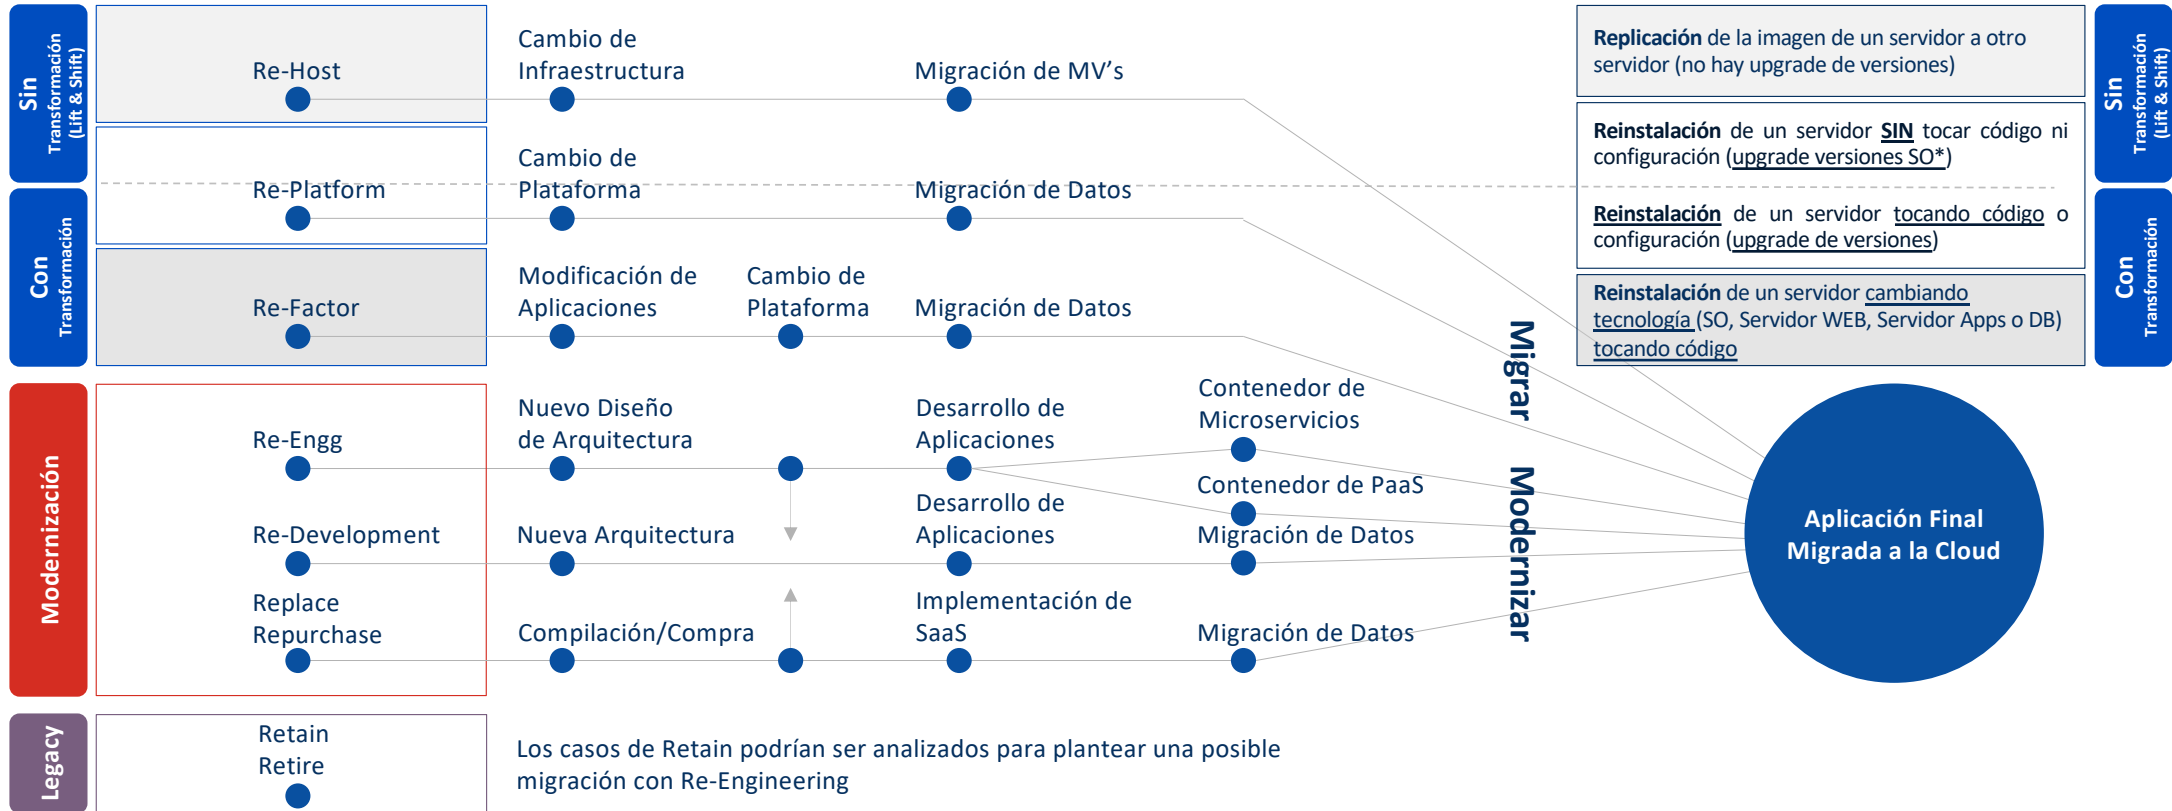 Sin
Transformación
(Lift & Shift)
Re-Host
Cambio de
Infraestructura
Migración de MV's
Replicación de la imagen de un servidor a otro
servidor (no hay upgrade de versiones)
Sin
Transformación
(Lift & Shift)
Re-Platform
Cambio de
Plataforma
Migración de Datos
Reinstalación de un servidor SIN tocar código ni
configuración (upgrade versiones SO*)
Reinstalación de un servidor tocando código o
configuración (upgrade de versiones)
Con
Transformación
Re-Factor
Modificación de
Aplicaciones
Cambio de
Plataforma
Migración de Datos
Reinstalación de un servidor cambiando
tecnología (SO, Servidor WEB, Servidor Apps o DB)
tocando código
Con
Transformación
Migrar
Modernización
Re-Engg
Nuevo Diseño
de Arquitectura
Desarrollo de
Aplicaciones
Contenedor de
Microservicios
Contenedor de PaaS
Re-Development
Nueva Arquitectura
Desarrollo de
Aplicaciones
Migración de Datos
Replace
Repurchase
Compilación/Compra
Implementación de
SaaS
Migración de Datos
Modernizar
Aplicación Final
Migrada a la Cloud
Legacy
Retain
Retire
Los casos de Retain podrían ser analizados para plantear una posible
migración con Re-Engineering